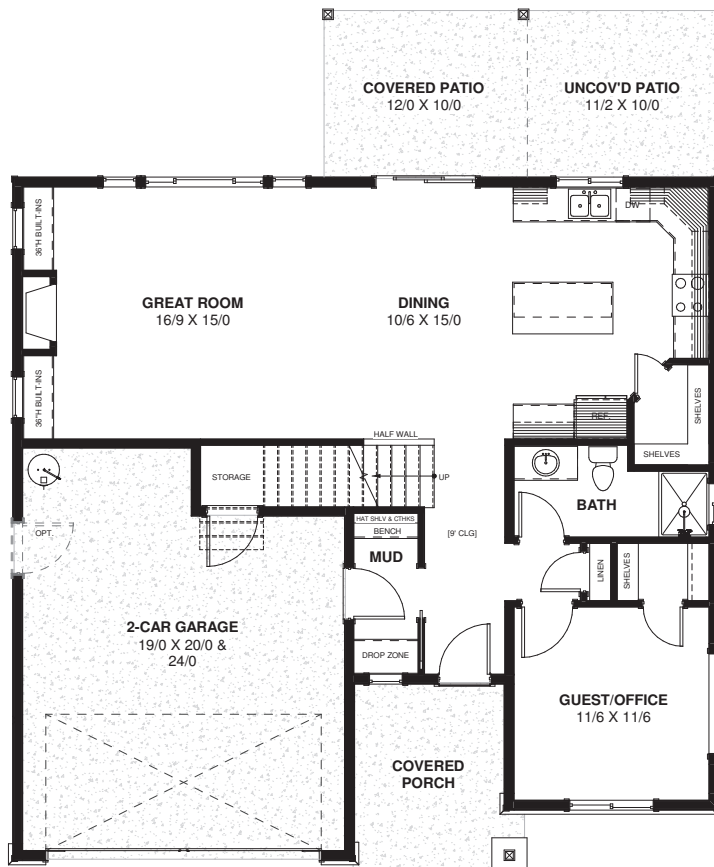 COVERED PATIO
12/0 X 10/0
UNCOV'D PATIO
11/2 X 10/0
36"H BUILT-INS
DW
GREAT ROOM
16/9 X 15/0
DINING
10/6 X 15/0
36"H BUILT-INS
REF.
SHELVES
HALF WALL
SHELVES
STORAGE
UP
BATH
OPT.
HAT SHLV & CTHKS
BENCH
[9' CLG]
MUD
LINEN
SHELVES
2-CAR GARAGE
19/0 X 20/0 &
24/0
DROP ZONE
GUEST/OFFICE
11/6 X 11/6
COVERED
PORCH